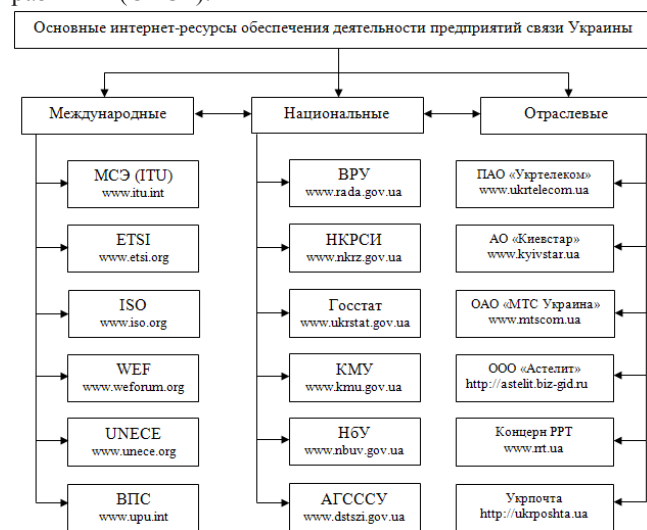 Основные интернет-ресурсы обеспечения деятельности предприятий связи Украины
Международные
Национальные
Отраслевые
МСЭ (ITU)
www.itu.int
ETSI
www.etsi.org
ISO
www.iso.org
WEF
www.weforum.org
UNECE
www.unece.org
ВПС
www.upu.int
ВРУ
www.rada.gov.ua
НКРСИ
www.nkrz.gov.ua
Госстат
www.ukrstat.gov.ua
КМУ
www.kmu.gov.ua
НбУ
www.nbuv.gov.ua
АГСССУ
www.dstszi.gov.ua
ПАО «Укртелеком»
www.ukrtelecom.ua
АО «Киевстар»
www.kyivstar.ua
ОАО «МТС Украина»
www.mtscom.ua
ООО «Астелит»
http://astelit.biz-gid.ru
Концерн РРТ
www.rrt.ua
Укрпочта
http://ukrposhta.ua